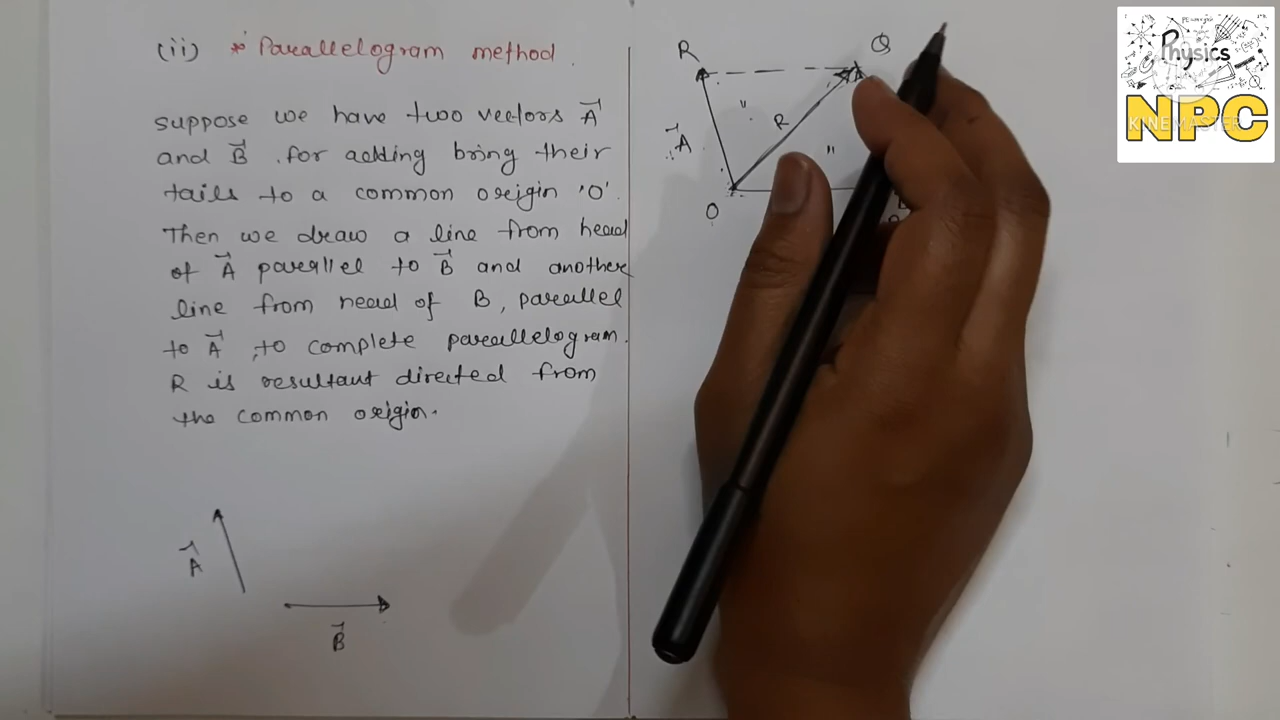 (ii) * Parallelogram method.
suppose we have two vectors A
and B. for adding bring their
tails to a common origin 'O'.
Then we draw a line from head
of A parallel to B and another
line from head of B, parallel
to A, to complete parallelogram.
R is resultant directed from
the common origin.
A
B
R
Q
A
R
O
Physics
NPC
KINEMASTER